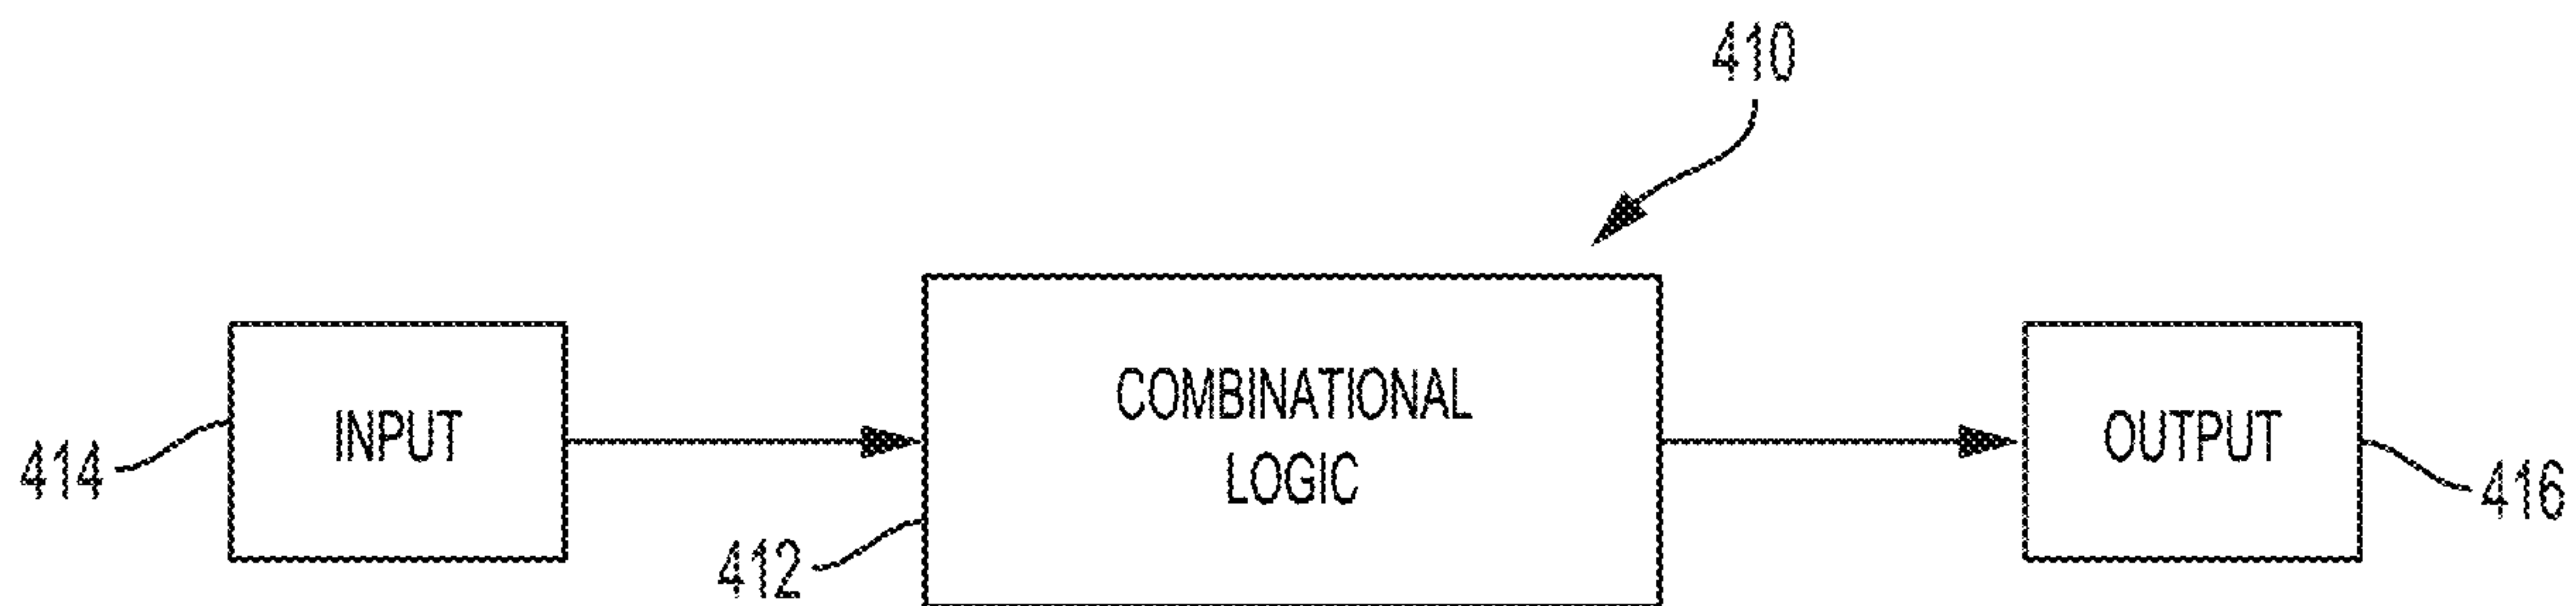 410
414
INPUT
COMBINATIONAL
LOGIC
412
OUTPUT
416